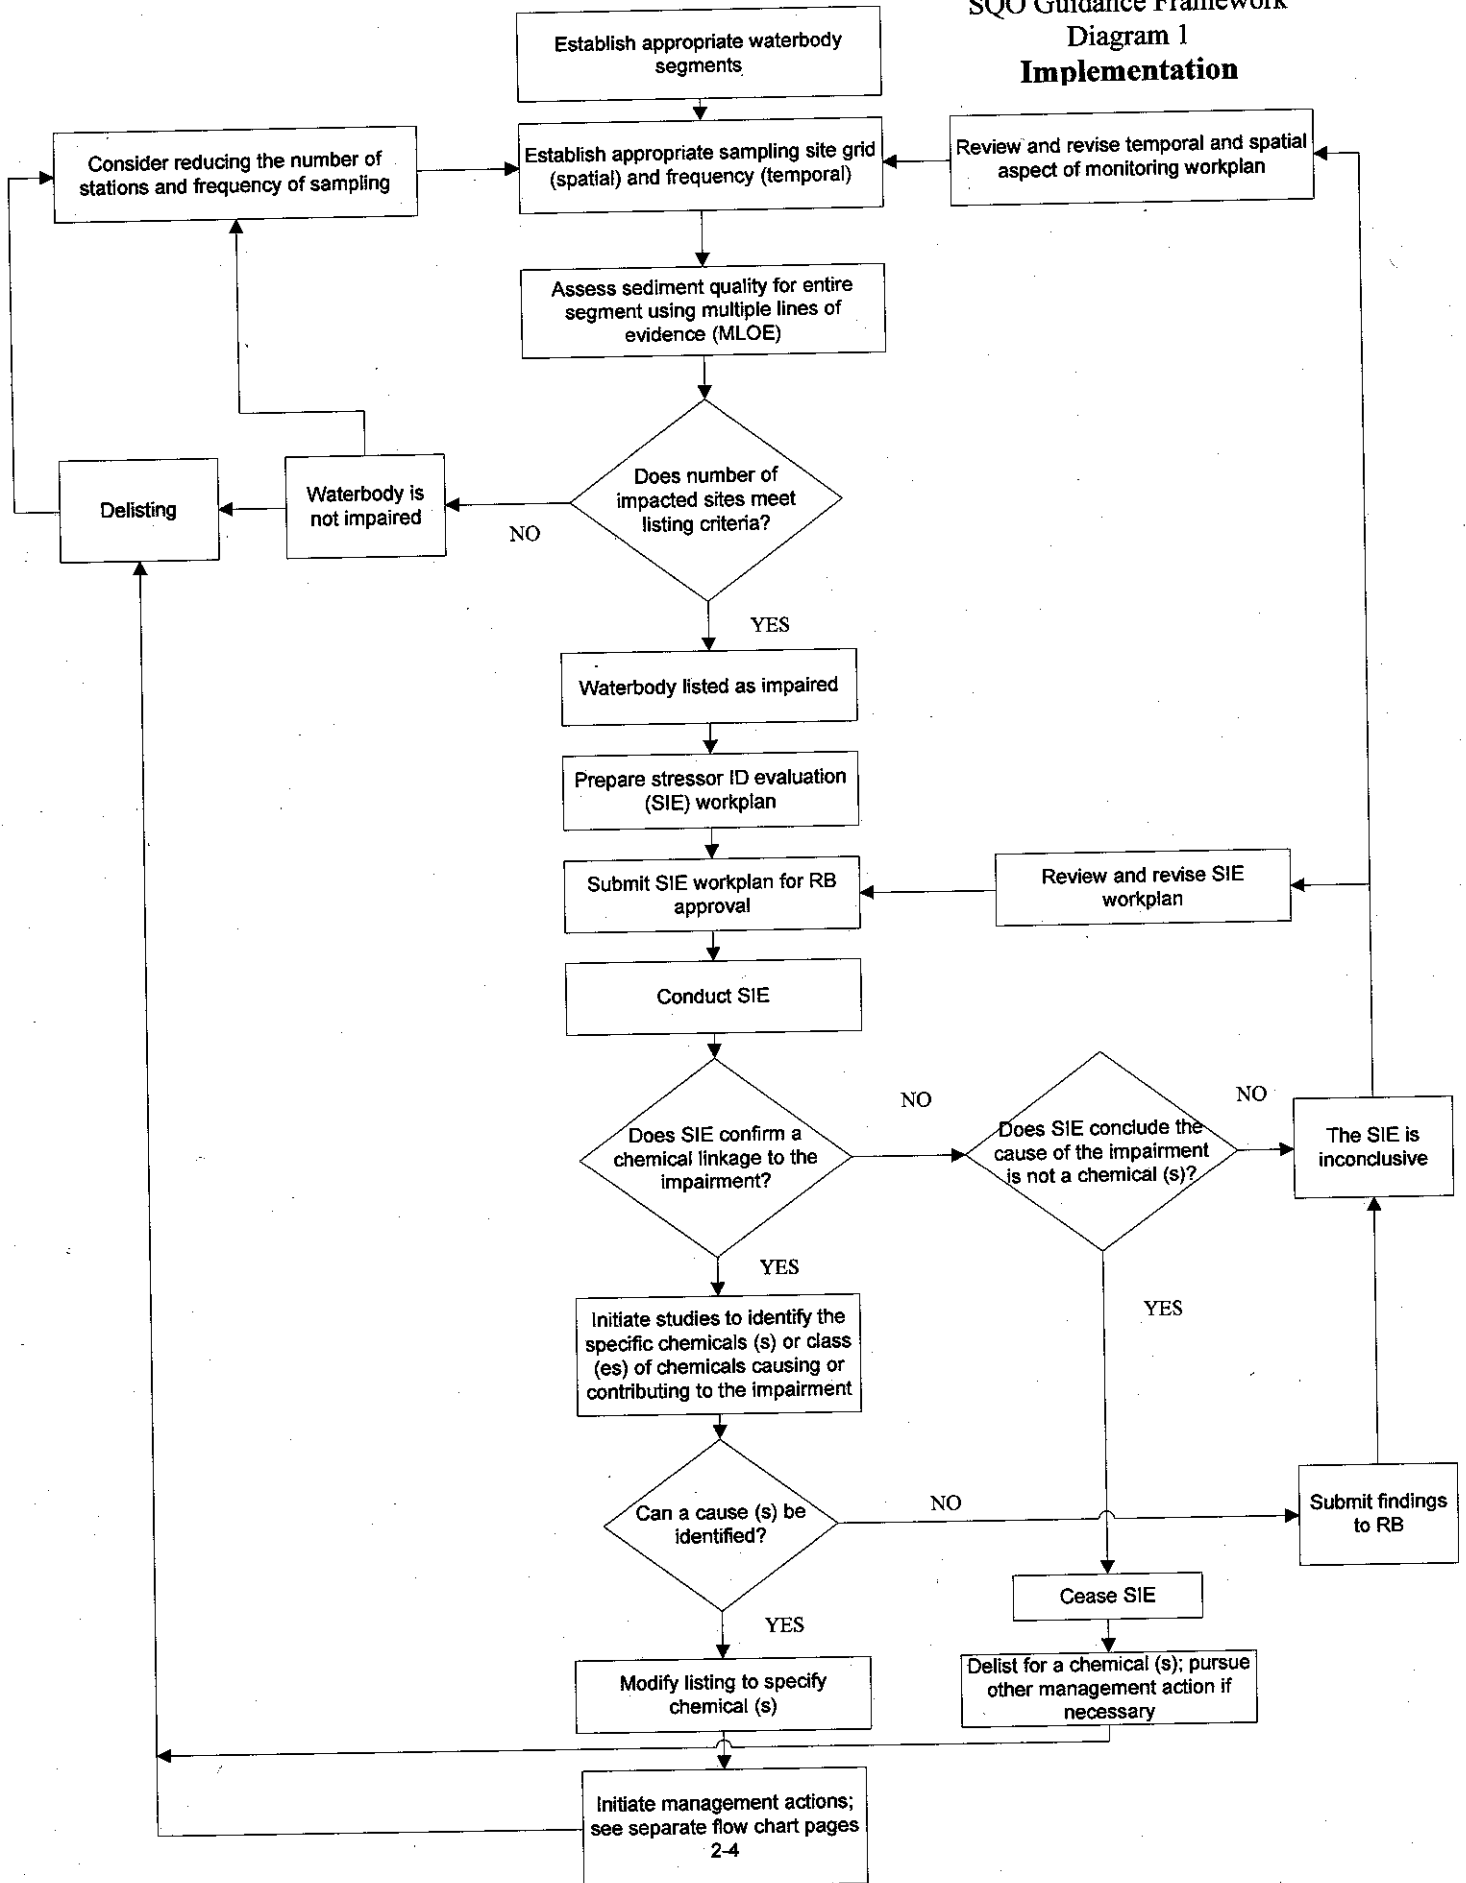 SQO Guidance Framework
Diagram 1
Implementation
Establish appropriate waterbody
segments
Consider reducing the number of
stations and frequency of sampling
Establish appropriate sampling site grid
(spatial) and frequency (temporal)
Review and revise temporal and spatial
aspect of monitoring workplan
Assess sediment quality for entire
segment using multiple lines of
evidence (MLOE)
Does number of
impacted sites meet
listing criteria?
NO
Waterbody is
not impaired
Delisting
YES
Waterbody listed as impaired
Prepare stressor ID evaluation
(SIE) workplan
Submit SIE workplan for RB
approval
Review and revise SIE
workplan
Conduct SIE
Does SIE confirm a
chemical linkage to the
impairment?
NO
Does SIE conclude the
cause of the impairment
is not a chemical (s)?
NO
The SIE is
inconclusive
YES
YES
Initiate studies to identify the
specific chemicals (s) or class
(es) of chemicals causing or
contributing to the impairment
Can a cause (s) be
identified?
NO
Submit findings
to RB
YES
Cease SIE
Modify listing to specify
chemical (s)
Delist for a chemical (s); pursue
other management action if
necessary
Initiate management actions;
see separate flow chart pages
2-4